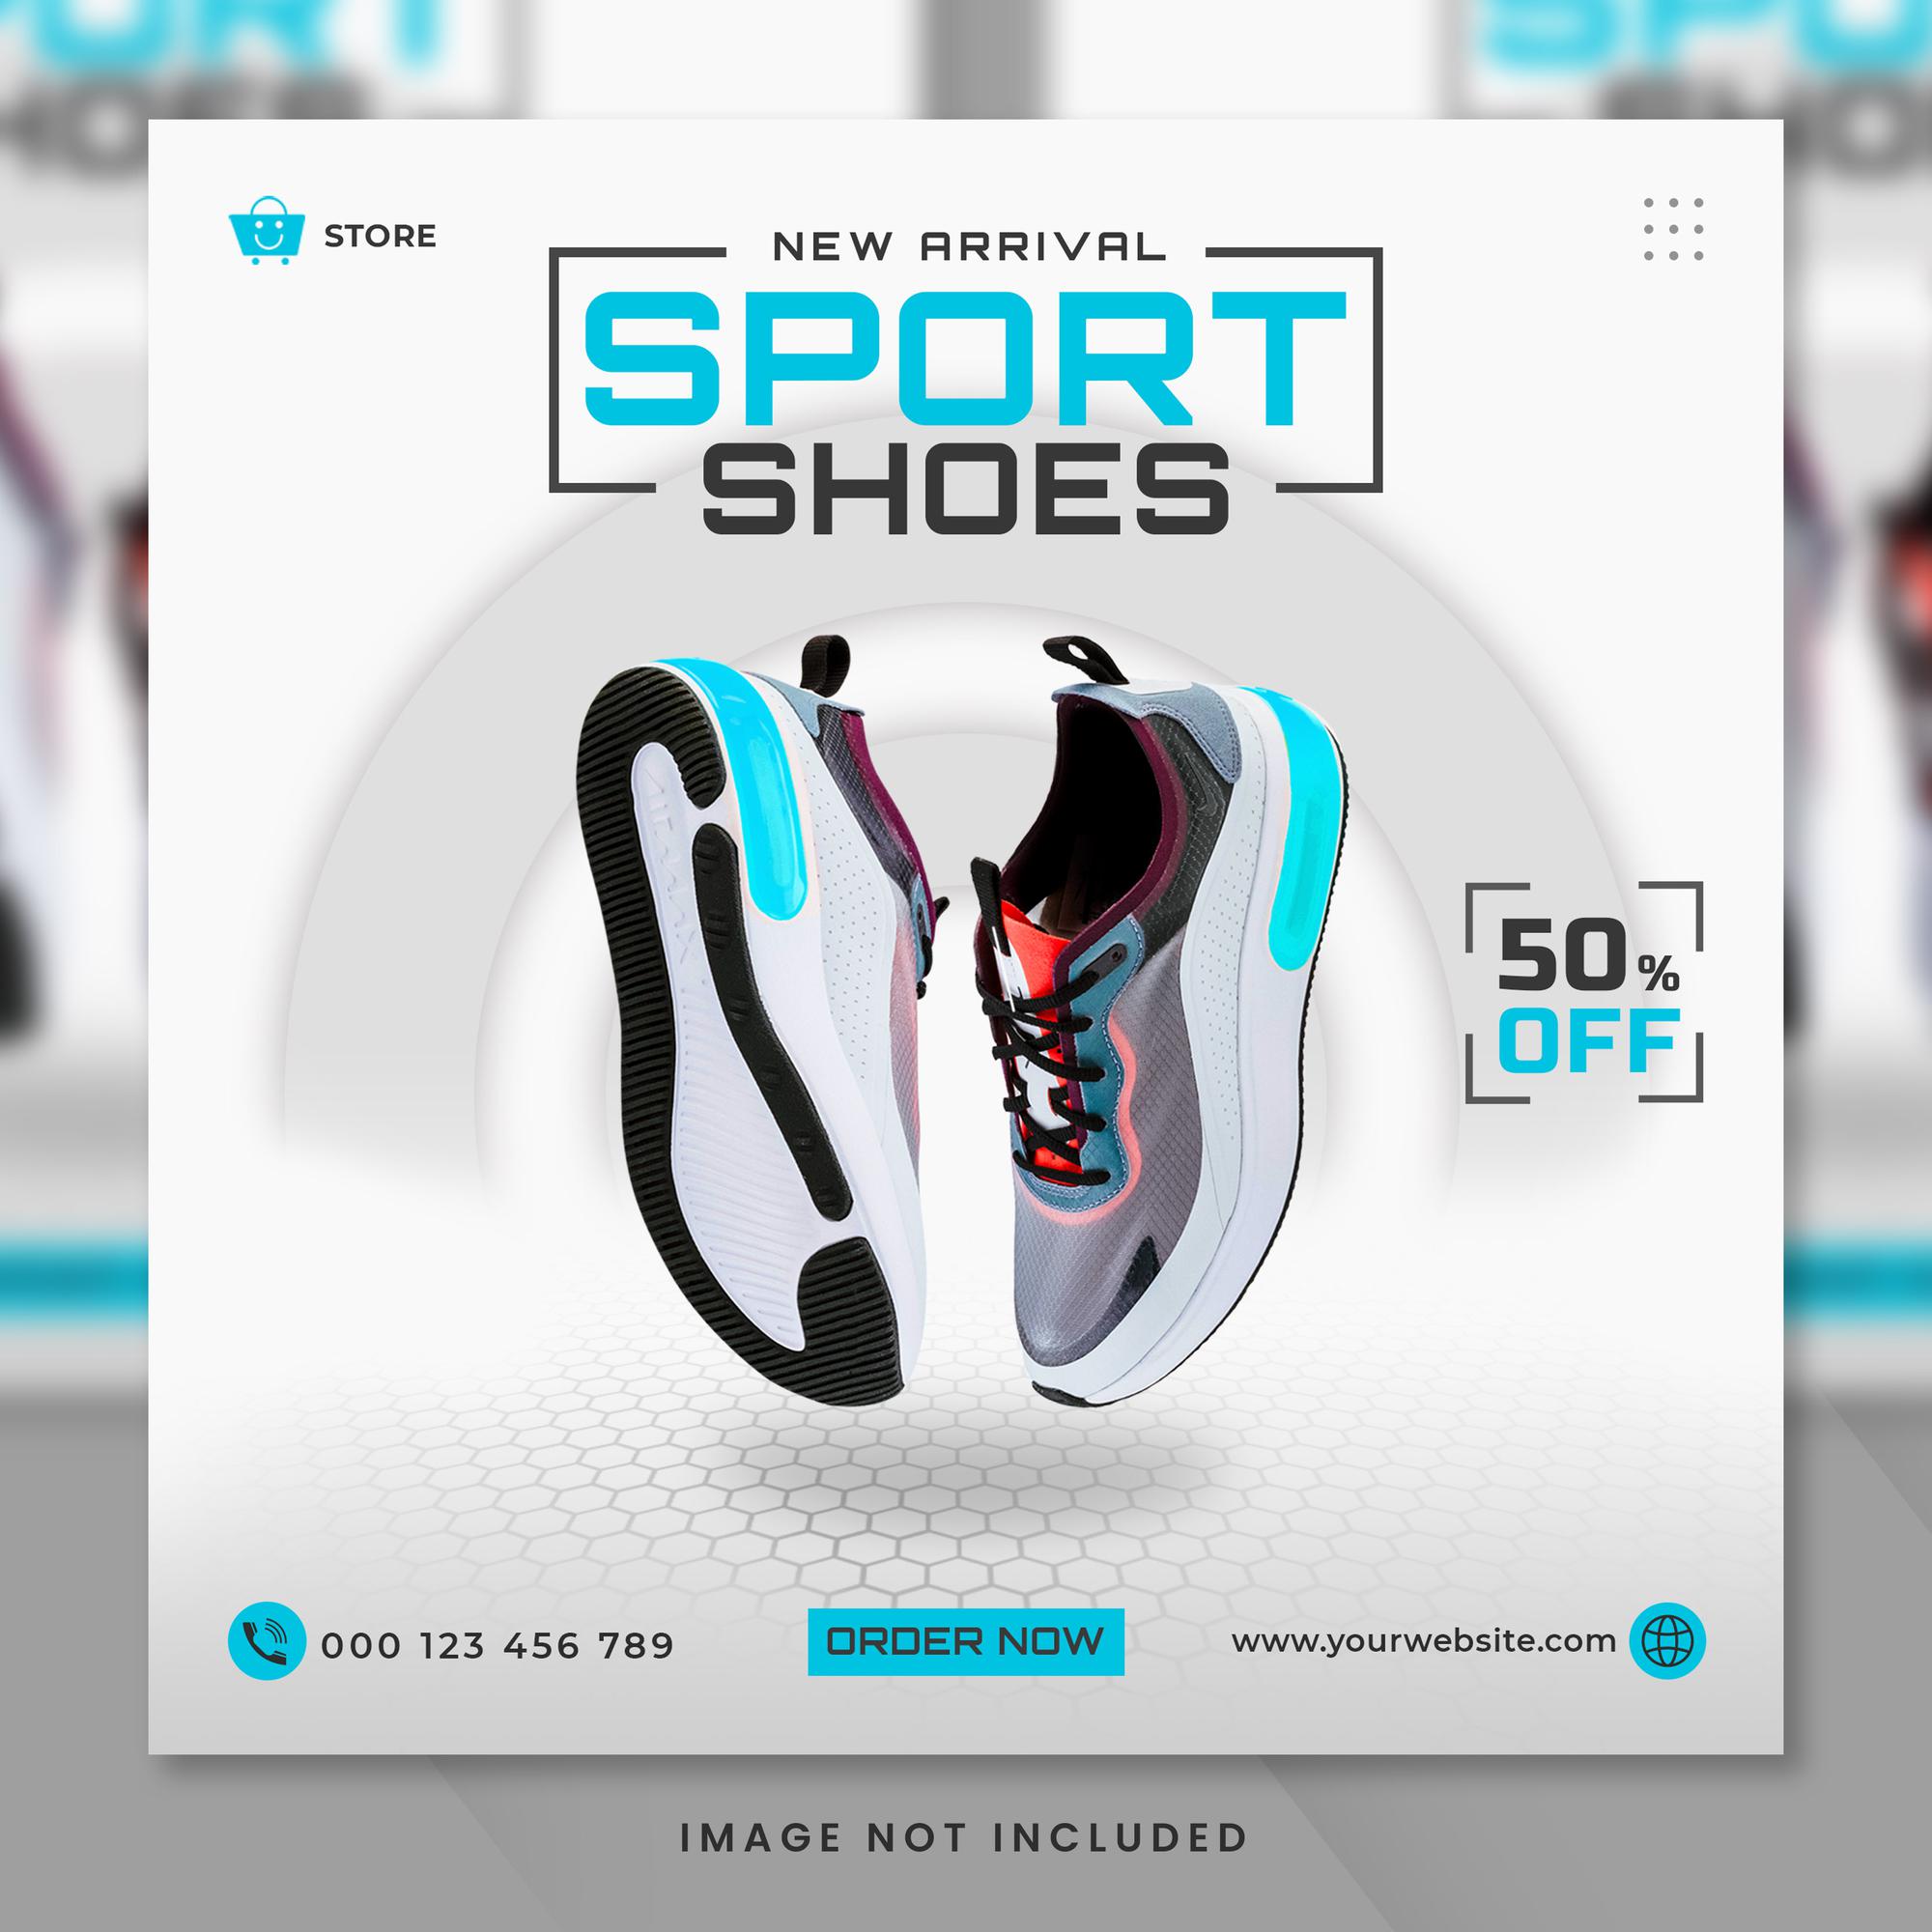 STORE
NEW ARRIVAL
SPORT
SHOES
50%
OFF
000 123 456 789
ORDER NOW
www.yourwebsite.com
IMAGE NOT INCLUDED